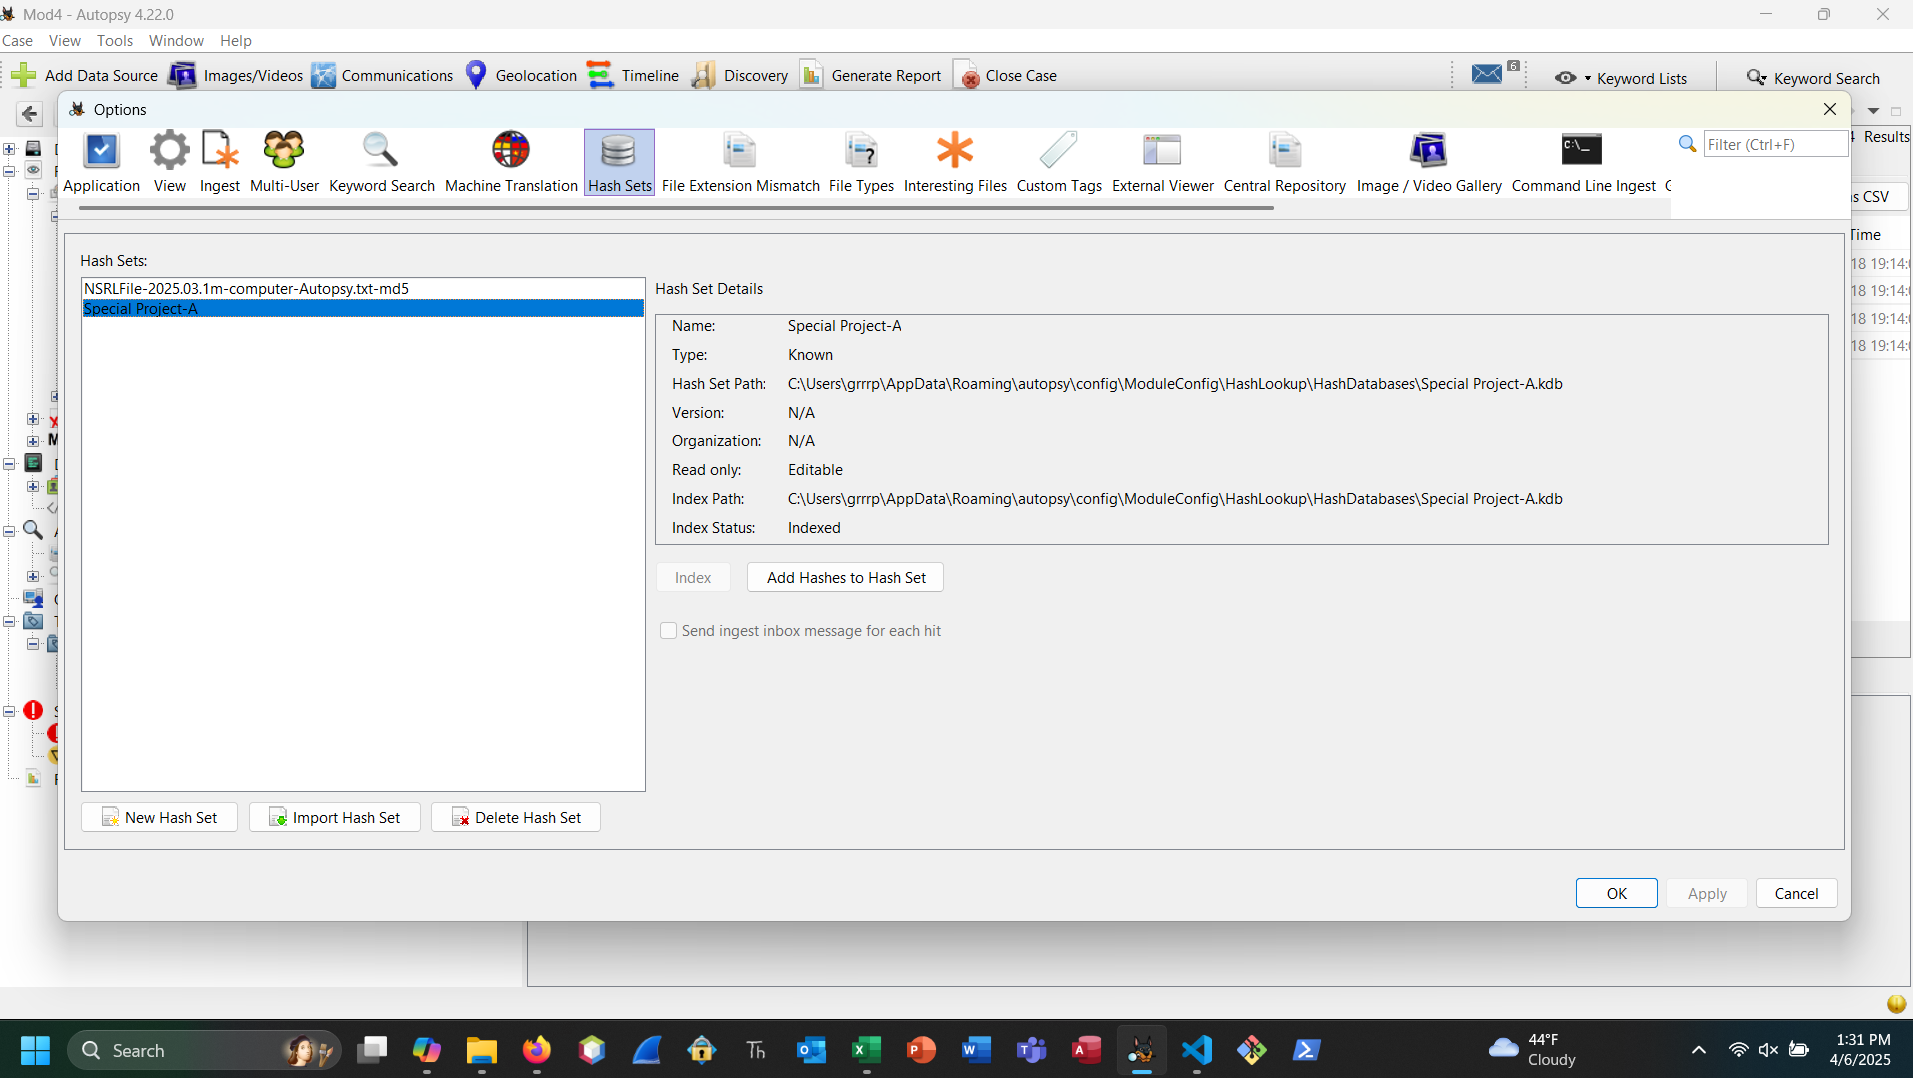 Mod4 - Autopsy 4.22.0
Case View Tools Window Help
Add Data Source Images/Videos Communications Geolocation Timeline Discovery Generate Report Close Case 6 Keyword Lists Keyword Search
Options
4 Results
Filter (Ctrl+F)
Application View Ingest Multi-User Keyword Search Machine Translation Hash Sets File Extension Mismatch File Types Interesting Files Custom Tags External Viewer Central Repository Image / Video Gallery Command Line Ingest
C:\_
s CSV
Time
18 19:14:
18 19:14:
18 19:14:
18 19:14:
Hash Sets:
NSRLFile-2025.03.1m-computer-Autopsy.txt-md5
Special Project-A
Hash Set Details
Name: Special Project-A
Type: Known
Hash Set Path: C:\Users\grrrp\AppData\Roaming\autopsy\config\ModuleConfig\HashLookup\HashDatabases\Special Project-A.kdb
Version: N/A
Organization: N/A
Read only: Editable
Index Path: C:\Users\grrrp\AppData\Roaming\autopsy\config\ModuleConfig\HashLookup\HashDatabases\Special Project-A.kdb
Index Status: Indexed
Index Add Hashes to Hash Set
Send ingest inbox message for each hit
New Hash Set Import Hash Set Delete Hash Set
OK Apply Cancel
Search
Th
44°F
Cloudy
1:31 PM
4/6/2025